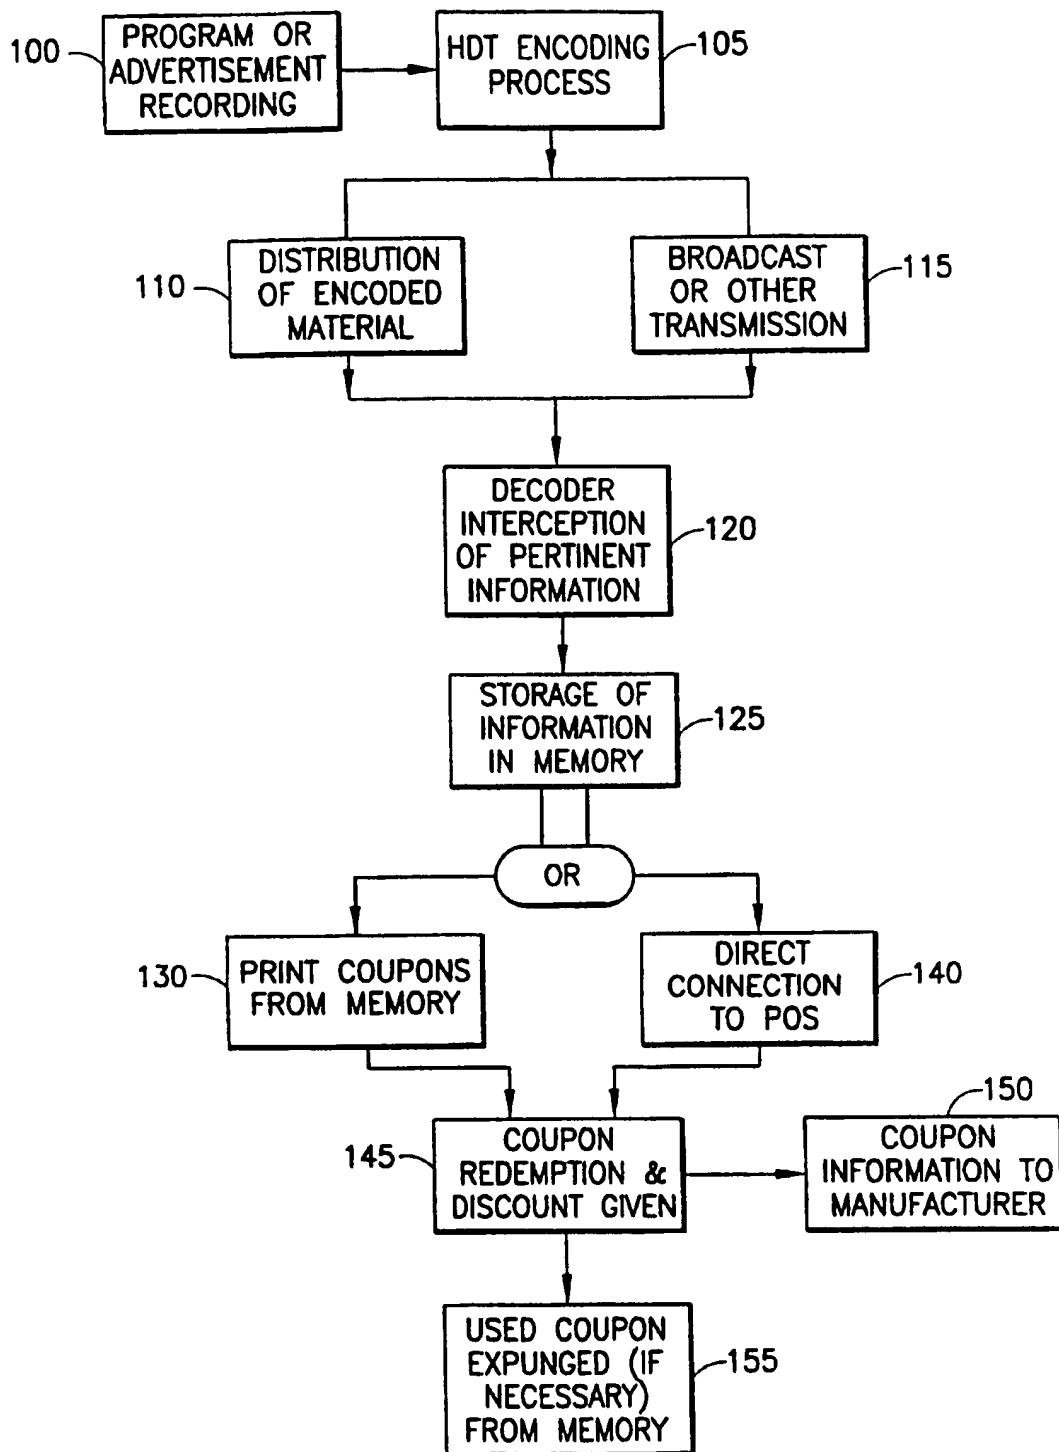 100
PROGRAM OR
ADVERTISEMENT
RECORDING
HDT ENCODING
PROCESS
105
110
DISTRIBUTION
OF ENCODED
MATERIAL
BROADCAST
OR OTHER
TRANSMISSION
115
DECODER
INTERCEPTION
OF PERTINENT
INFORMATION
120
STORAGE OF
INFORMATION
IN MEMORY
125
OR
130
PRINT COUPONS
FROM MEMORY
DIRECT
CONNECTION
TO POS
140
145
COUPON
REDEMPTION &
DISCOUNT GIVEN
150
COUPON
INFORMATION TO
MANUFACTURER
USED COUPON
EXPUNGED (IF
NECESSARY)
FROM MEMORY
155